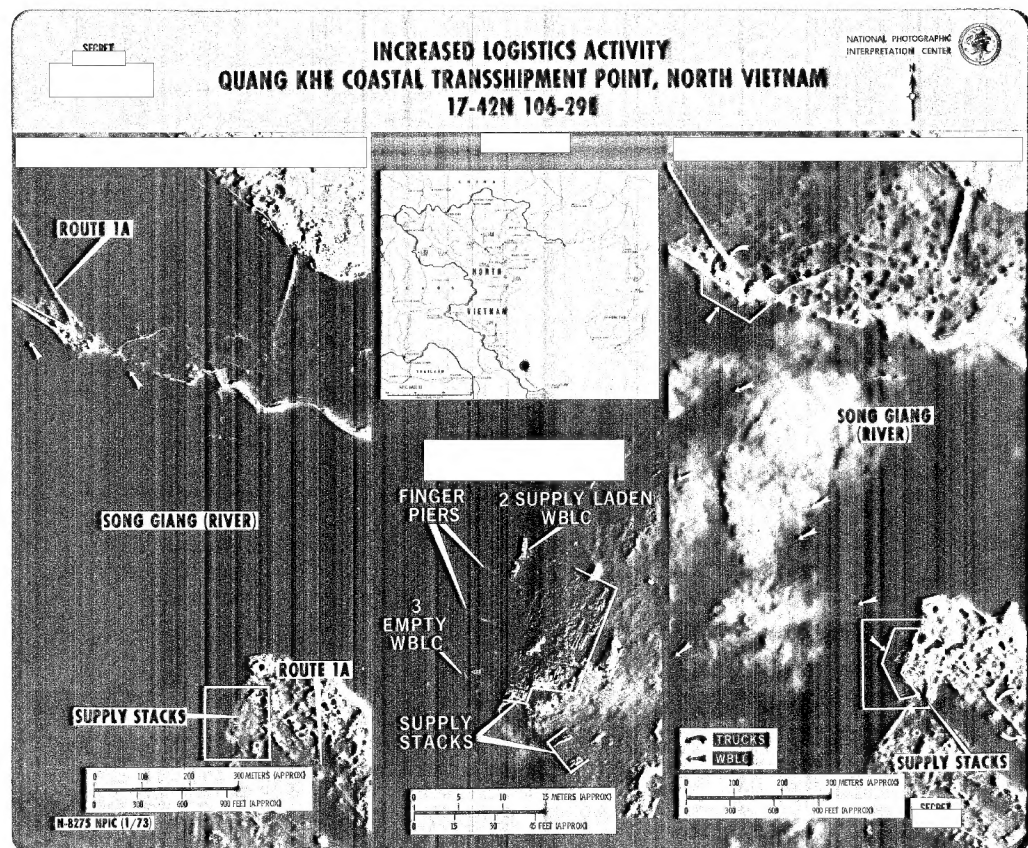 SECRET
INCREASED LOGISTICS ACTIVITY
QUANG KHE COASTAL TRANSSHIPMENT POINT, NORTH VIETNAM
17-42N 106-29E
NATIONAL PHOTOGRAPHIC
INTERPRETATION CENTER
N
ROUTE 1A
SONG GIANG (RIVER)
ROUTE 1A
SUPPLY STACKS
0 100 200 300 METERS (APPROX)
0 300 600 900 FEET (APPROX)
N-8275 NPIC (1/73)
NORTH
VIETNAM
THAILAND
FINGER
PIERS
2 SUPPLY LADEN
WBLC
3
EMPTY
WBLC
SUPPLY
STACKS
0 5 10 15 METERS (APPROX)
0 15 30 45 FEET (APPROX)
SONG GIANG
(RIVER)
TRUCKS
WBLC
SUPPLY STACKS
0 100 200 300 METERS (APPROX)
0 300 600 900 FEET (APPROX)
SECRET